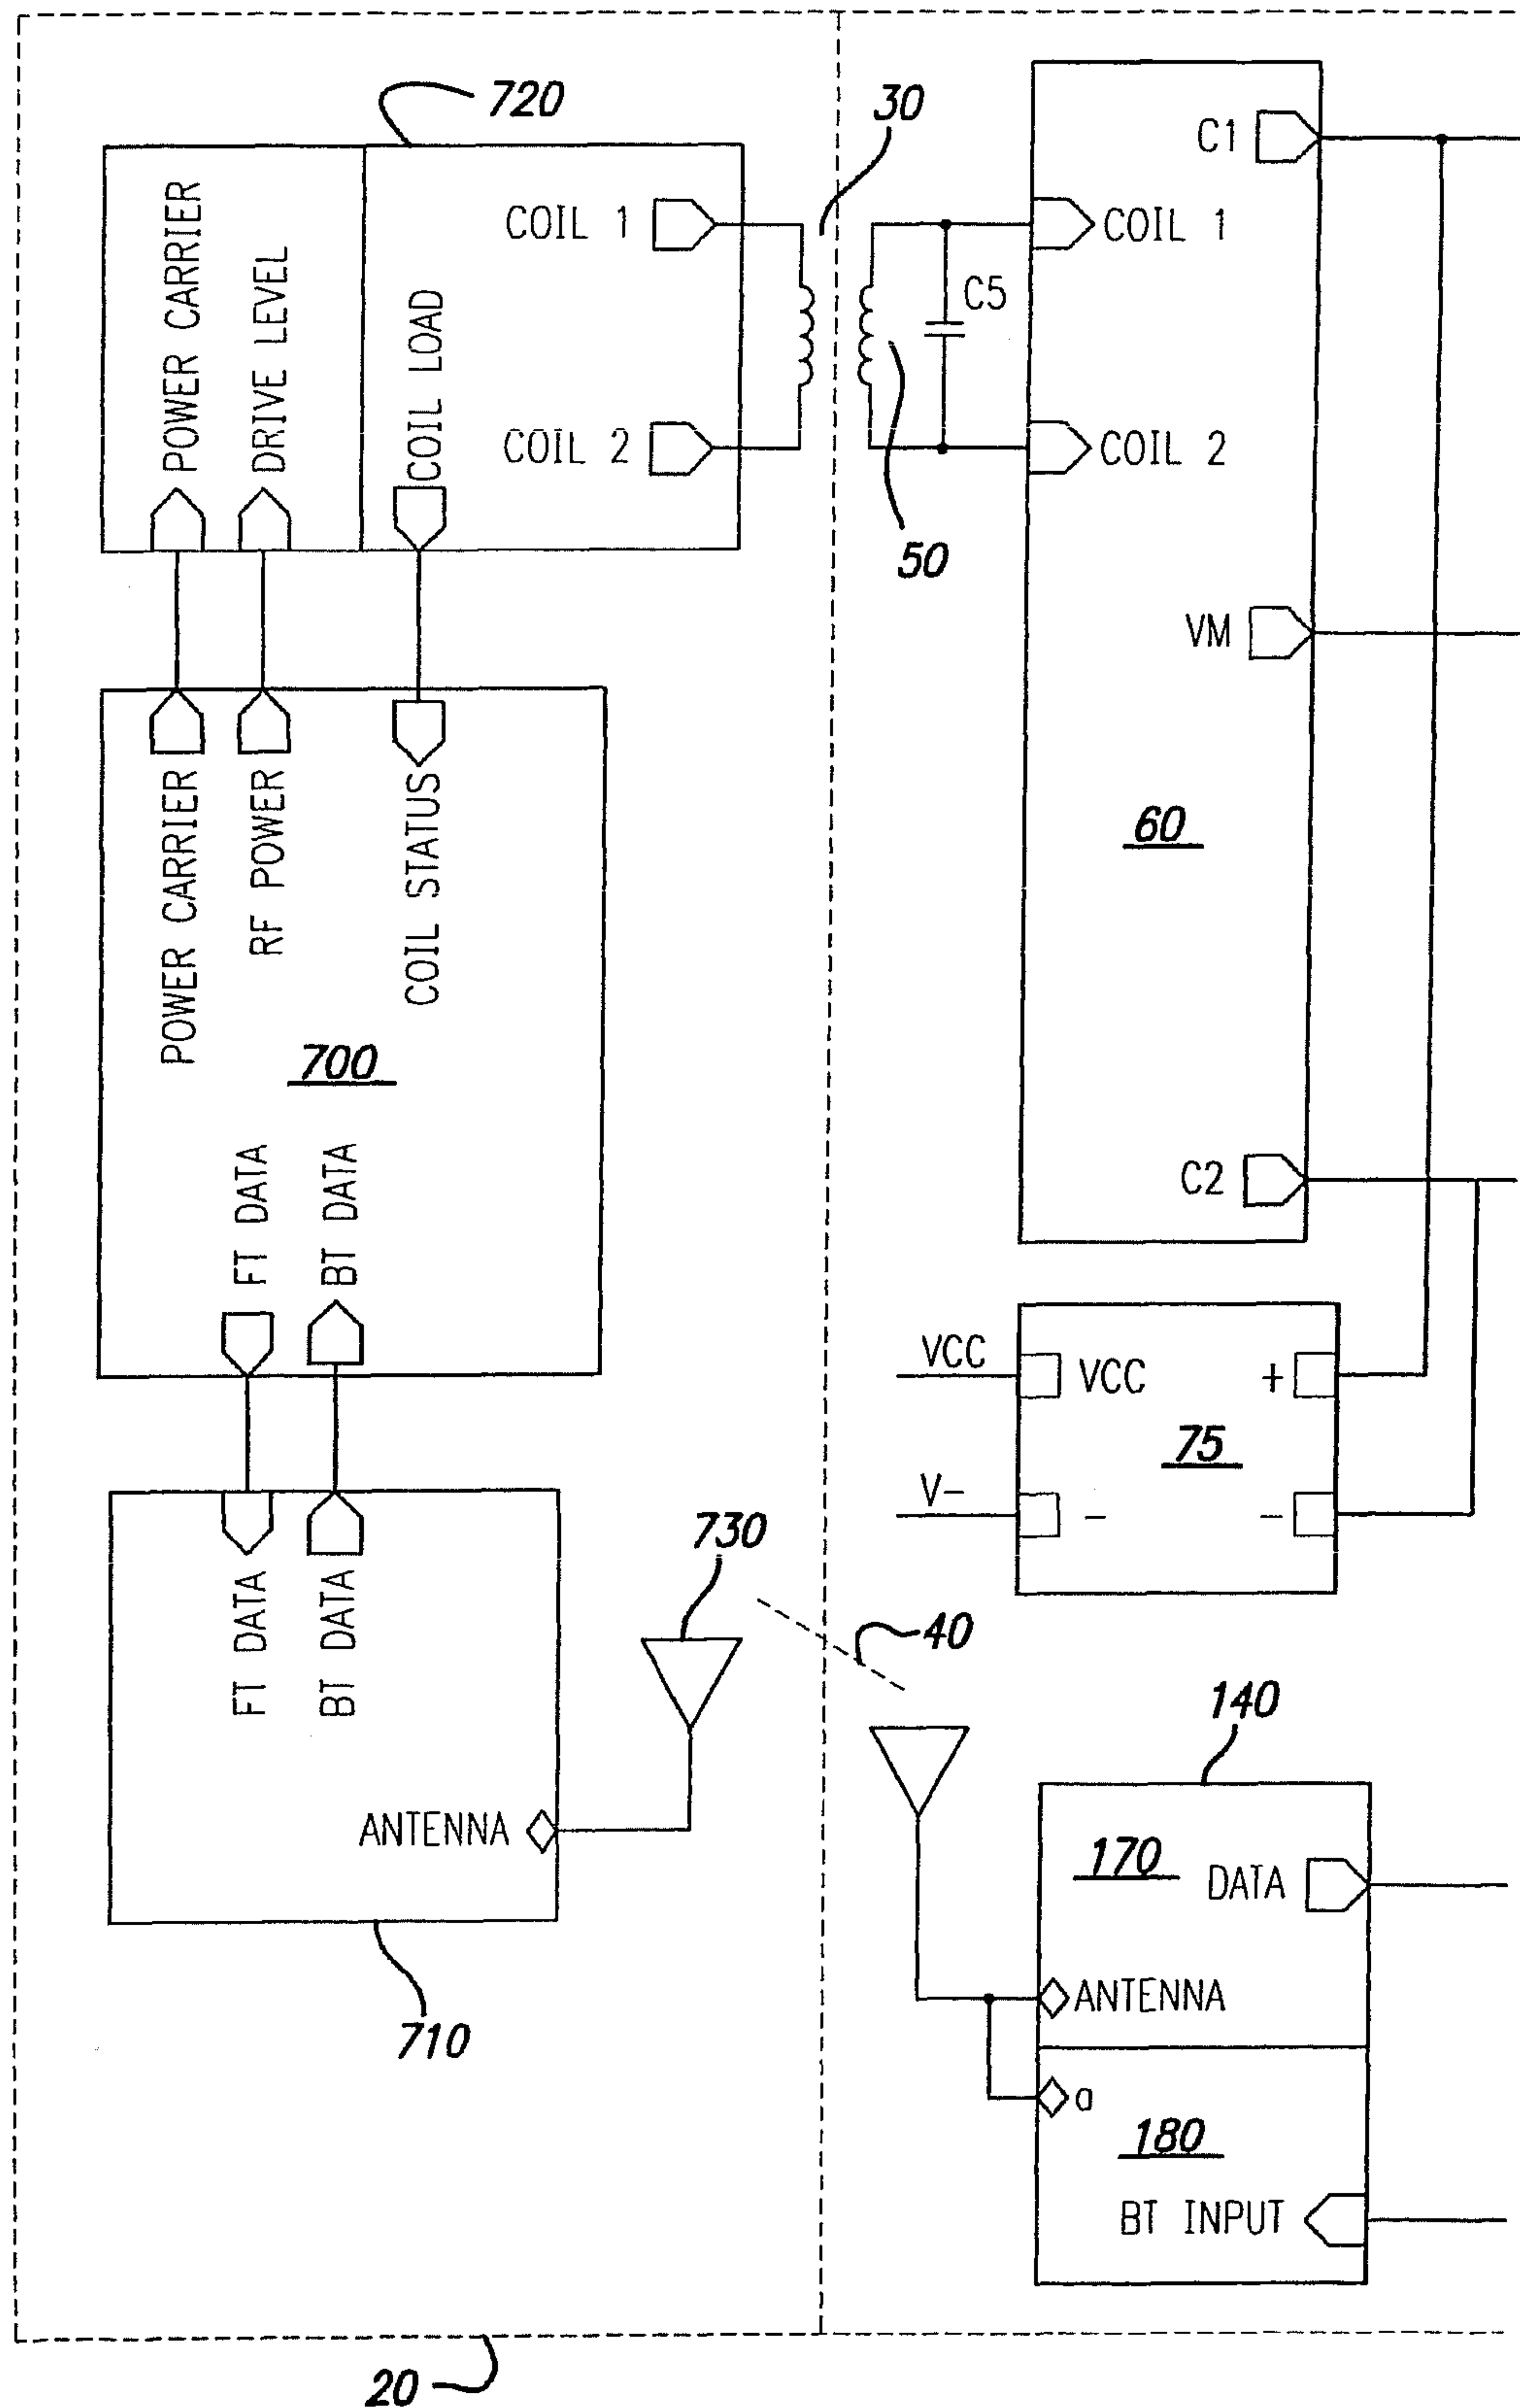 720
POWER CARRIER
DRIVE LEVEL
COIL LOAD
COIL 1
COIL 2
30
C5
50
C1
COIL 1
COIL 2
VM
60
C2
POWER CARRIER
RF POWER
COIL STATUS
700
FT DATA
BT DATA
VCC
VCC
+
75
V-
-
-
FT DATA
BT DATA
ANTENNA
730
40
710
140
170
DATA
ANTENNA
a
180
BT INPUT
20